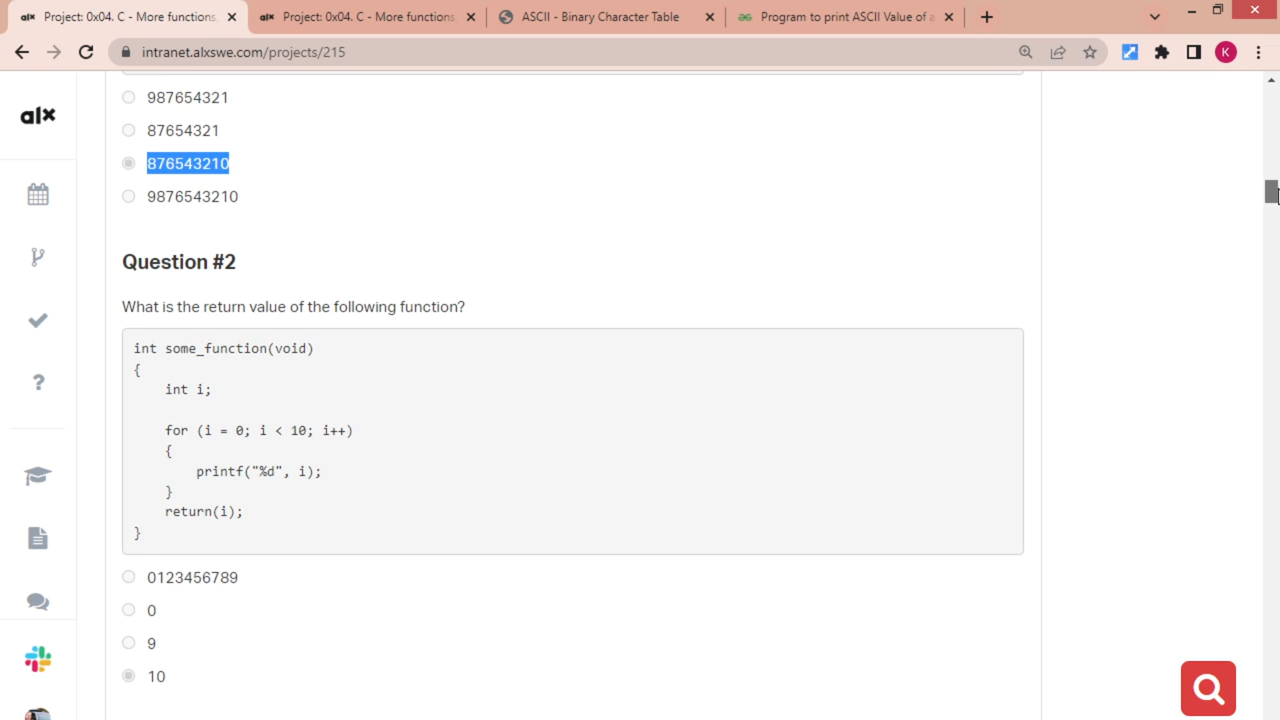 Project: 0x04. C - More functions,
Project: 0x04. C - More functions,
ASCII - Binary Character Table
Program to print ASCII Value of a
intranet.alxswe.com/projects/215
K
alx
987654321
87654321
876543210
9876543210
Question #2
What is the return value of the following function?
int some_function(void)
{
    int i;
    for (i = 0; i < 10; i++)
    {
        printf("%d", i);
    }
    return(i);
}
0123456789
0
9
10